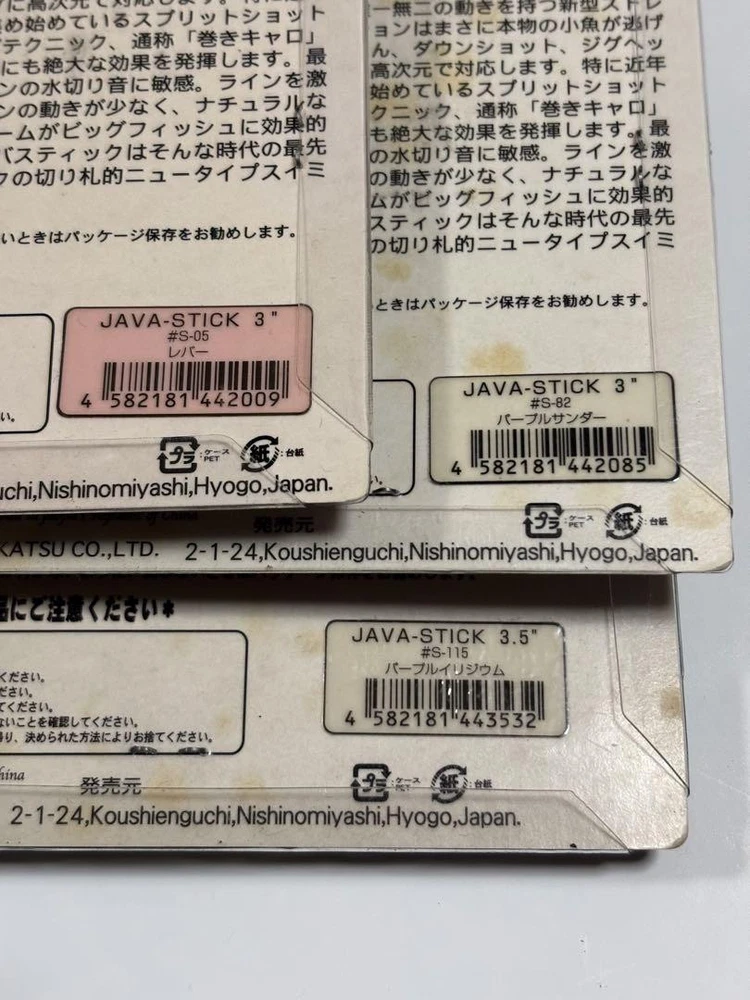 に高次元で対応します。特に近
め始めているスプリットショット
テクニック、通称「巻きキャロ」
にも絶大な効果を発揮します。最
ンの水切り音に敏感。ラインを激
ンの動きが少なく、ナチュラルな
ームがビッグフィッシュに効果的
バスティックはそんな時代の最先
クの切り札的ニュータイプスイミ
いときはパッケージ保存をお勧めします。
JAVA-STICK 3"
#S-05
レバー
4 582181 442009
い。
プラ
:ケース
PET
紙
:台紙
uchi,Nishinomiyashi,Hyogo,Japan.
一無二の動きを持つ新型ストレ
ョンはまさに本物の小魚が逃げ
ん、ダウンショット、ジグヘッ
高次元で対応します。特に近年
始めているスプリットショット
クニック、通称「巻きキャロ」
も絶大な効果を発揮します。最
の水切り音に敏感。ラインを激
の動きが少なく、ナチュラルな
ムがビッグフィッシュに効果的
スティックはそんな時代の最先
の切り札的ニュータイプスイミ
ときはパッケージ保存をお勧めします。
JAVA-STICK 3"
#S-82
パープルサンダー
4 582181 442085
プラ
:ケース
PET
紙
:台紙
発売元
KATSU CO.,LTD. 2-1-24,Koushienguchi,Nishinomiyashi,Hyogo,Japan.
にご注意ください*
ください。
ださい。
てください。
ないことを確認してください。
帰り、決められた方法によりお捨てください。
JAVA-STICK 3.5"
#S-115
パープルイリジウム
4 582181 443532
プラ
:ケース
PET
紙
:台紙
hina
発売元
2-1-24,Koushienguchi,Nishinomiyashi,Hyogo,Japan.